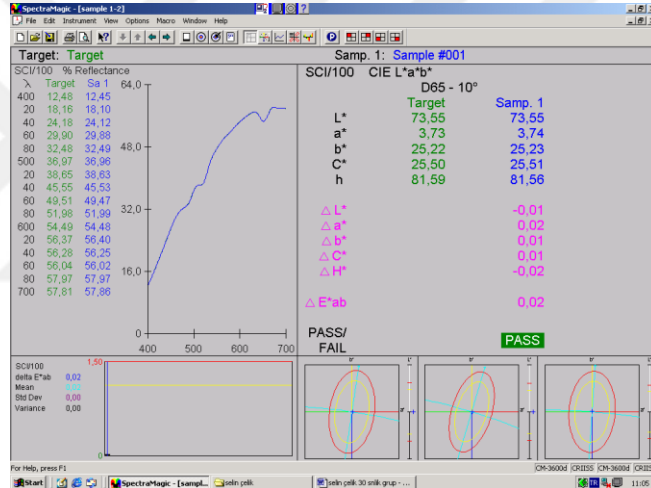 SpectraMagic - [sample 1-2]
File Edit Instrument View Options Macro Window Help
Target: Target
Samp. 1: Sample #001
SCI/100 % Reflectance
λ Target Sa 1
400 12,48 12,45
20 18,16 18,10
40 24,18 24,12
60 29,90 29,88
80 32,48 32,49
500 36,97 36,96
20 38,65 38,63
40 45,55 45,53
60 49,51 49,47
80 51,98 51,99
600 54,49 54,48
20 56,37 56,40
40 56,28 56,25
60 56,04 56,02
80 57,97 57,97
700 57,81 57,86
64,0
48,0
32,0
16,0
0
400 500 600 700
SCI/100 CIE L*a*b*
D65 - 10°
Target Samp. 1
L* 73,55 73,55
a* 3,73 3,74
b* 25,22 25,23
C* 25,50 25,51
h 81,59 81,56
△ L* -0,01
△ a* 0,02
△ b* 0,01
△ C* 0,01
△ H* -0,02
△ E*ab 0,02
PASS/
FAIL
PASS
SCI/100
delta E*ab 0,02
Mean
Std Dev 0,00
Variance 0,00
1,50
0
For Help, press F1
CM-3600d CRIISS CM-3600d CRIIS
Start
SpectraMagic - [sampl...
selin çelik
selin çelik 30 snlik grup - ...
TR
11:05